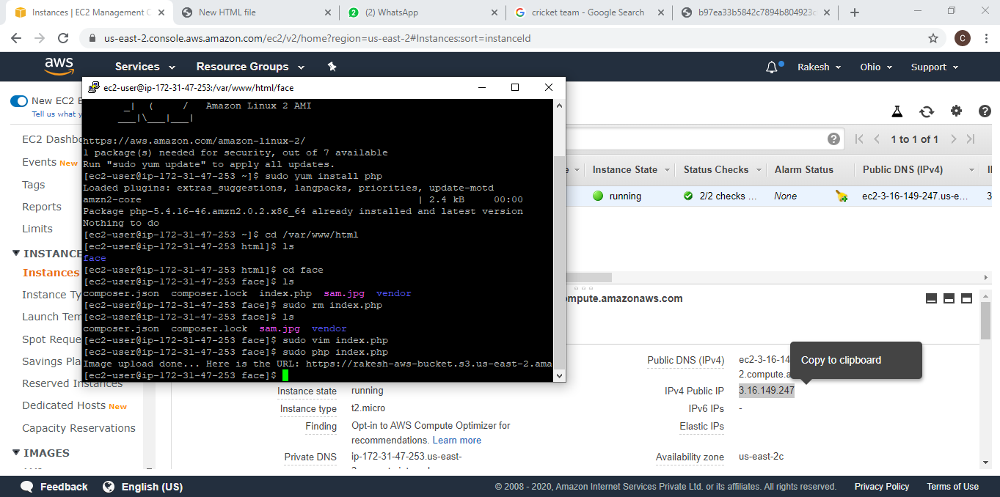 Instances | EC2 Management C
New HTML file
(2) WhatsApp
cricket team - Google Search
b97ea33b5842c7894b804923c
us-east-2.console.aws.amazon.com/ec2/v2/home?region=us-east-2#Instances:sort=instanceId
C
aws
Services
Resource Groups
Rakesh
Ohio
Support
New EC2 E
Tell us what y
EC2 Dashbo
Events New
Tags
Reports
Limits
INSTANCE
Instances
Instance Ty
Launch Tem
Spot Reque
Savings Pla
Reserved Instances
Dedicated Hosts New
Capacity Reservations
IMAGES
ec2-user@ip-172-31-47-253:/var/www/html/face
_| ( / Amazon Linux 2 AMI
___|\___|___|
https://aws.amazon.com/amazon-linux-2/
1 package(s) needed for security, out of 7 available
Run "sudo yum update" to apply all updates.
[ec2-user@ip-172-31-47-253 ~]$ sudo yum install php
Loaded plugins: extras_suggestions, langpacks, priorities, update-motd
amzn2-core | 2.4 kB 00:00
Package php-5.4.16-46.amzn2.0.2.x86_64 already installed and latest version
Nothing to do
[ec2-user@ip-172-31-47-253 ~]$ cd /var/www/html
[ec2-user@ip-172-31-47-253 html]$ ls
face
[ec2-user@ip-172-31-47-253 html]$ cd face
[ec2-user@ip-172-31-47-253 face]$ ls
composer.json composer.lock index.php sam.jpg vendor
[ec2-user@ip-172-31-47-253 face]$ sudo rm index.php
[ec2-user@ip-172-31-47-253 face]$ ls
composer.json composer.lock sam.jpg vendor
[ec2-user@ip-172-31-47-253 face]$ sudo vim index.php
[ec2-user@ip-172-31-47-253 face]$ sudo php index.php
Image upload done... Here is the URL: https://rakesh-aws-bucket.s3.us-east-2.ama
[ec2-user@ip-172-31-47-253 face]$
1 to 1 of 1
e
Instance State
Status Checks
Alarm Status
Public DNS (IPv4)
running
2/2 checks ...
None
ec2-3-16-149-247.us-e...
3
ompute.amazonaws.com
Copy to clipboard
Public DNS (IPv4)
ec2-3-16-14
2.compute.a
Instance state
running
IPv4 Public IP
3.16.149.247
Instance type
t2.micro
IPv6 IPs
-
Finding
Opt-in to AWS Compute Optimizer for
recommendations. Learn more
Elastic IPs
Private DNS
ip-172-31-47-253.us-east-
Availability zone
us-east-2c
Feedback
English (US)
© 2008 - 2020, Amazon Internet Services Private Ltd. or its affiliates. All rights reserved.
Privacy Policy
Terms of Use